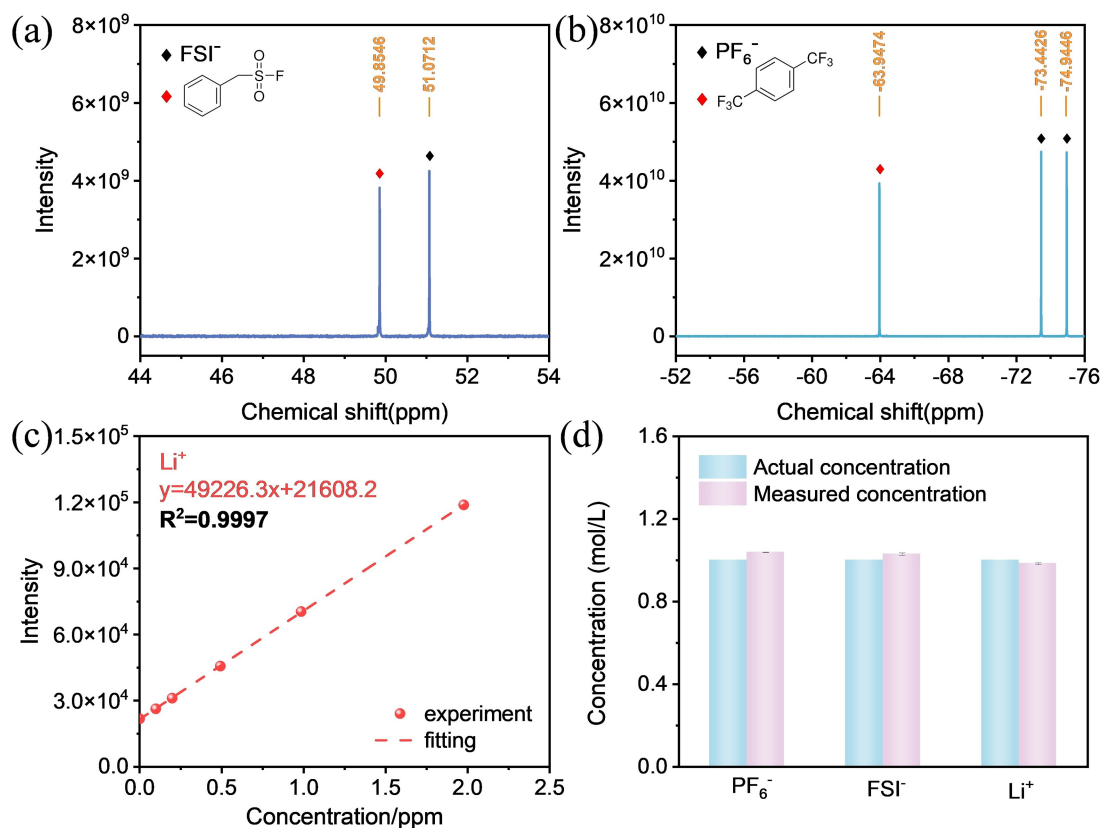 (a)
8×10⁹
6×10⁹
4×10⁹
2×10⁹
0
Intensity
FSI⁻
O
S
F
O
49.8546
51.0712
44
46
48
50
52
54
Chemical shift(ppm)
(b)
8×10¹⁰
6×10¹⁰
4×10¹⁰
2×10¹⁰
0
Intensity
PF₆⁻
CF₃
F₃C
-63.9474
-73.4426
-74.9446
-52
-56
-60
-64
-68
-72
-76
Chemical shift(ppm)
(c)
1.5×10⁵
1.2×10⁵
9.0×10⁴
6.0×10⁴
3.0×10⁴
0.0
Intensity
Li⁺
y=49226.3x+21608.2
R²=0.9997
experiment
fitting
0.0
0.5
1.0
1.5
2.0
2.5
Concentration/ppm
(d)
1.6
1.2
0.8
0.4
0.0
Concentration (mol/L)
Actual concentration
Measured concentration
PF₆⁻
FSI⁻
Li⁺